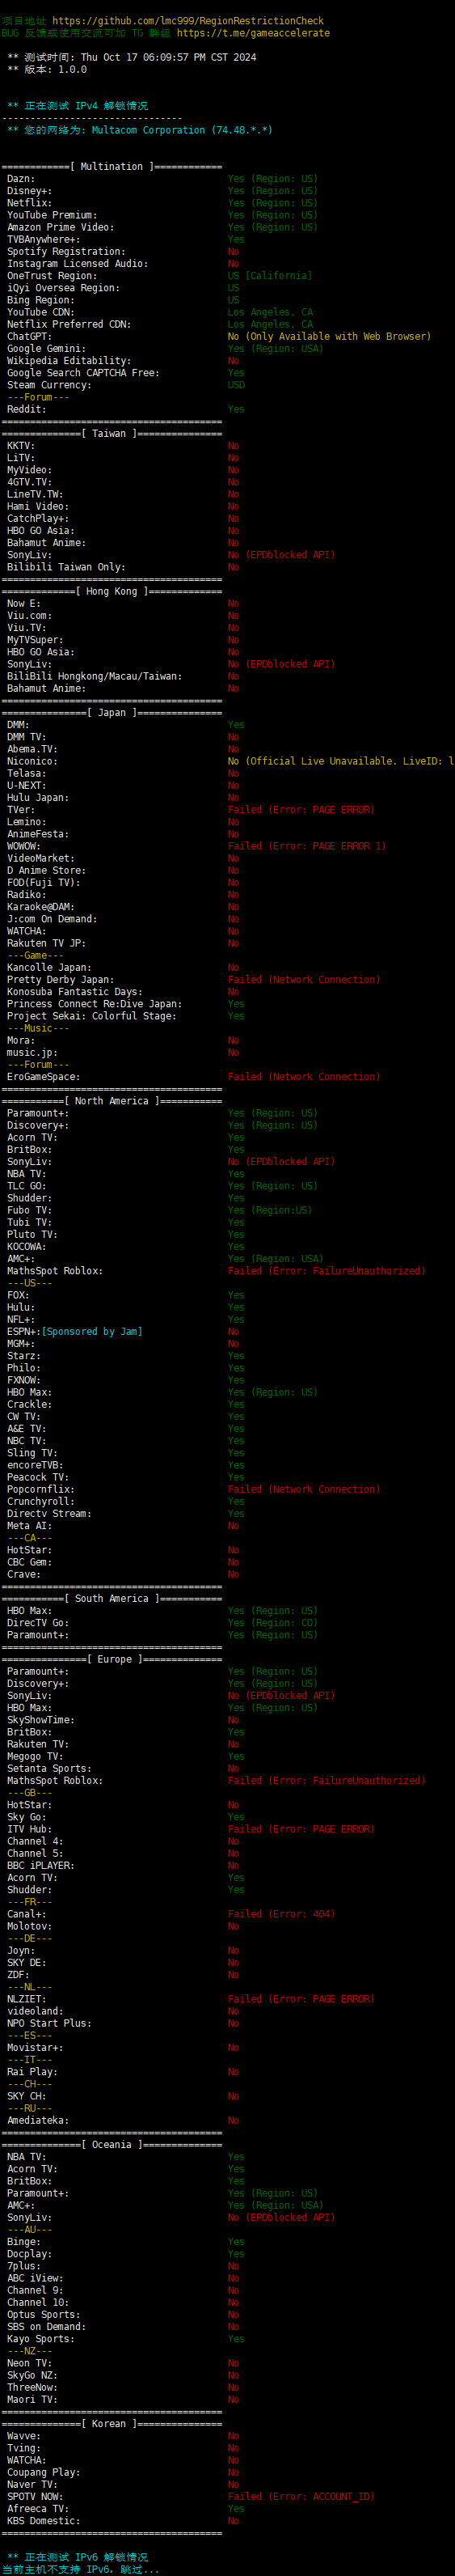 项目地址 https://github.com/lmc999/RegionRestrictionCheck
BUG 反馈或使用交流可加 TG 群组 https://t.me/gameaccelerate
** 测试时间: Thu Oct 17 06:09:57 PM CST 2024
** 版本: 1.0.0
** 正在测试 IPv4 解锁情况
--------------------------------
** 您的网络为: Multacom Corporation (74.48.*.*)
============[ Multination ]============
Dazn: Yes (Region: US)
Disney+: Yes (Region: US)
Netflix: Yes (Region: US)
YouTube Premium: Yes (Region: US)
Amazon Prime Video: Yes (Region: US)
TVBAnywhere+: Yes
Spotify Registration: No
Instagram Licensed Audio: No
OneTrust Region: US [California]
iQyi Oversea Region: US
Bing Region: US
YouTube CDN: Los Angeles, CA
Netflix Preferred CDN: Los Angeles, CA
ChatGPT: No (Only Available with Web Browser)
Google Gemini: Yes (Region: USA)
Wikipedia Editability: No
Google Search CAPTCHA Free: Yes
Steam Currency: USD
---Forum---
Reddit: Yes
=======================================
==============[ Taiwan ]===============
KKTV: No
LiTV: No
MyVideo: No
4GTV.TV: No
LineTV.TW: No
Hami Video: No
CatchPlay+: No
HBO GO Asia: No
Bahamut Anime: No
SonyLiv: No (EPDblocked API)
Bilibili Taiwan Only: No
=======================================
=============[ Hong Kong ]=============
Now E: No
Viu.com: No
Viu.TV: No
MyTVSuper: No
HBO GO Asia: No
SonyLiv: No (EPDblocked API)
BiliBili Hongkong/Macau/Taiwan: No
Bahamut Anime: No
=======================================
===============[ Japan ]===============
DMM: Yes
DMM TV: No
Abema.TV: No
Niconico: No (Official Live Unavailable. LiveID: l
Telasa: No
U-NEXT: No
Hulu Japan: No
TVer: Failed (Error: PAGE ERROR)
Lemino: No
AnimeFesta: No
WOWOW: Failed (Error: PAGE ERROR 1)
VideoMarket: No
D Anime Store: No
FOD(Fuji TV): No
Radiko: No
Karaoke@DAM: No
J:com On Demand: No
WATCHA: No
Rakuten TV JP: No
---Game---
Kancolle Japan: No
Pretty Derby Japan: Failed (Network Connection)
Konosuba Fantastic Days: No
Princess Connect Re:Dive Japan: Yes
Project Sekai: Colorful Stage: Yes
---Music---
Mora: No
music.jp: No
---Forum---
EroGameSpace: Failed (Network Connection)
=======================================
===========[ North America ]===========
Paramount+: Yes (Region: US)
Discovery+: Yes (Region: US)
Acorn TV: Yes
BritBox: Yes
SonyLiv: No (EPDblocked API)
NBA TV: Yes
TLC GO: Yes (Region: US)
Shudder: Yes
Fubo TV: Yes (Region:US)
Tubi TV: Yes
Pluto TV: Yes
KOCOWA: Yes
AMC+: Yes (Region: USA)
MathsSpot Roblox: Failed (Error: FailureUnauthorized)
---US---
FOX: Yes
Hulu: Yes
NFL+: Yes
ESPN+:[Sponsored by Jam] No
MGM+: No
Starz: Yes
Philo: Yes
FXNOW: Yes
HBO Max: Yes (Region: US)
Crackle: Yes
CW TV: Yes
A&E TV: Yes
NBC TV: Yes
Sling TV: Yes
encoreTVB: Yes
Peacock TV: Yes
Popcornflix: Failed (Network Connection)
Crunchyroll: Yes
Directv Stream: Yes
Meta AI: No
---CA---
HotStar: No
CBC Gem: No
Crave: No
=======================================
===========[ South America ]===========
HBO Max: Yes (Region: US)
DirecTV Go: Yes (Region: CO)
Paramount+: Yes (Region: US)
=======================================
===============[ Europe ]==============
Paramount+: Yes (Region: US)
Discovery+: Yes (Region: US)
SonyLiv: No (EPDblocked API)
HBO Max: Yes (Region: US)
SkyShowTime: No
BritBox: Yes
Rakuten TV: No
Megogo TV: Yes
Setanta Sports: No
MathsSpot Roblox: Failed (Error: FailureUnauthorized)
---GB---
HotStar: No
Sky Go: Yes
ITV Hub: Failed (Error: PAGE ERROR)
Channel 4: No
Channel 5: No
BBC iPLAYER: No
Acorn TV: Yes
Shudder: Yes
---FR---
Canal+: Failed (Error: 404)
Molotov: No
---DE---
Joyn: No
SKY DE: No
ZDF: No
---NL---
NLZIET: Failed (Error: PAGE ERROR)
videoland: No
NPO Start Plus: No
---ES---
Movistar+: No
---IT---
Rai Play: No
---CH---
SKY CH: No
---RU---
Amediateka: No
=======================================
==============[ Oceania ]==============
NBA TV: Yes
Acorn TV: Yes
BritBox: Yes
Paramount+: Yes (Region: US)
AMC+: Yes (Region: USA)
SonyLiv: No (EPDblocked API)
---AU---
Binge: Yes
Docplay: Yes
7plus: No
ABC iView: No
Channel 9: No
Channel 10: No
Optus Sports: No
SBS on Demand: No
Kayo Sports: Yes
---NZ---
Neon TV: No
SkyGo NZ: No
ThreeNow: No
Maori TV: No
=======================================
==============[ Korean ]===============
Wavve: No
Tving: No
WATCHA: No
Coupang Play: No
Naver TV: No
SPOTV NOW: Failed (Error: ACCOUNT_ID)
Afreeca TV: Yes
KBS Domestic: No
=======================================
** 正在测试 IPv6 解锁情况
当前主机不支持 IPv6, 跳过...